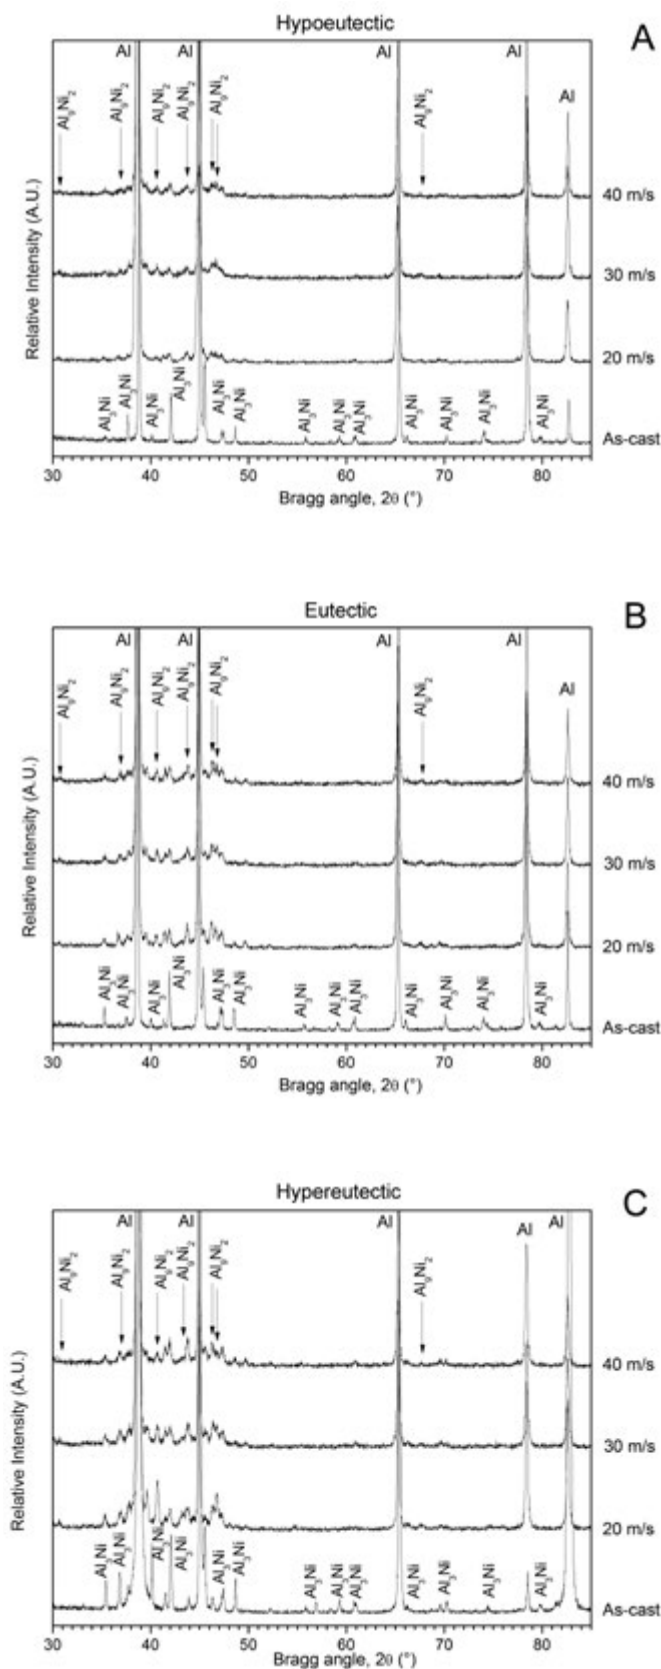 Hypoeutectic
A
Relative Intensity (A.U.)
Al₉Ni₂
Al₉Ni₂
Al
Al₉Ni₂
Al₉Ni₂
Al
Al₉Ni₂
Al
Al₉Ni₂
Al
Al
40 m/s
30 m/s
20 m/s
As-cast
Al₃Ni
Al₃Ni
Al₃Ni
Al₃Ni
Al₃Ni
Al₃Ni
Al₃Ni
Al₃Ni
Al₃Ni
Al₃Ni
Al₃Ni
Al₃Ni
Al₃Ni
30 40 50 60 70 80
Bragg angle, 2θ (°)
Eutectic
B
Relative Intensity (A.U.)
Al₉Ni₂
Al₉Ni₂
Al
Al₉Ni₂
Al₉Ni₂
Al
Al₉Ni₂
Al
Al₉Ni₂
Al
Al
40 m/s
30 m/s
20 m/s
As-cast
Al₃Ni
Al₃Ni
Al₃Ni
Al₃Ni
Al₃Ni
Al₃Ni
Al₃Ni
Al₃Ni
Al₃Ni
Al₃Ni
Al₃Ni
Al₃Ni
Al₃Ni
30 40 50 60 70 80
Bragg angle, 2θ (°)
Hypereutectic
C
Relative Intensity (A.U.)
Al₉Ni₂
Al₉Ni₂
Al
Al₉Ni₂
Al₉Ni₂
Al
Al₉Ni₂
Al
Al₉Ni₂
Al
Al
40 m/s
30 m/s
20 m/s
As-cast
Al₃Ni
Al₃Ni
Al₃Ni
Al₃Ni
Al₃Ni
Al₃Ni
Al₃Ni
Al₃Ni
Al₃Ni
Al₃Ni
Al₃Ni
Al₃Ni
Al₃Ni
30 40 50 60 70 80
Bragg angle, 2θ (°)